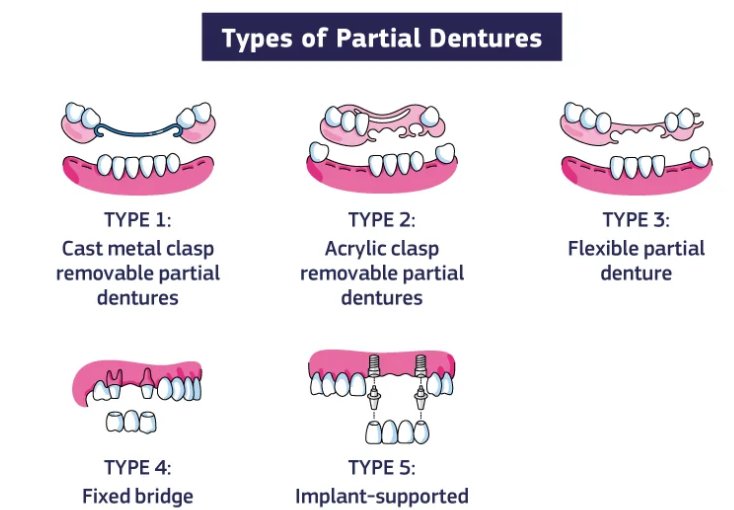 Types of Partial Dentures
TYPE 1:
Cast metal clasp
removable partial
dentures
TYPE 2:
Acrylic clasp
removable partial
dentures
TYPE 3:
Flexible partial
denture
TYPE 4:
Fixed bridge
TYPE 5:
Implant-supported